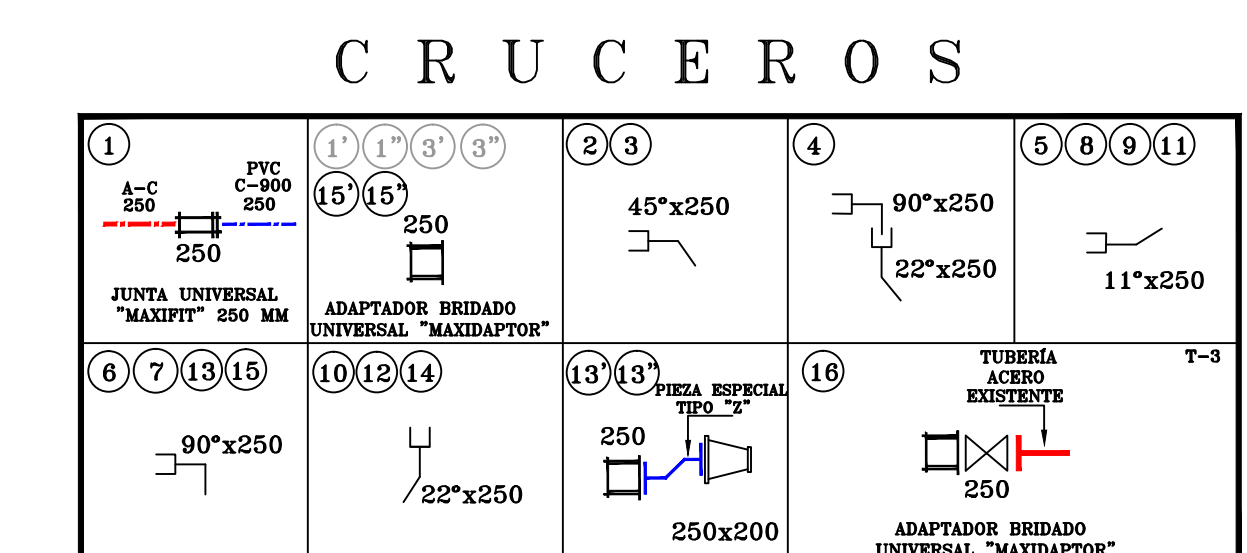 C R U C E R O S
1
A-C
250
PVC
C-900
250
250
JUNTA UNIVERSAL
"MAXIFIT" 250 MM
1' 1" 3' 3"
15' 15"
250
ADAPTADOR BRIDADO
UNIVERSAL "MAXIDAPTOR"
2 3
45°x250
4
90°x250
22°x250
5 8 9 11
11°x250
6 7 13 15
90°x250
10 12 14
22°x250
13' 13"
PIEZA ESPECIAL
TIPO "Z"
250
250x200
16
TUBERÍA
ACERO
EXISTENTE
T-3
250
ADAPTADOR BRIDADO
UNIVERSAL "MAXIDAPTOR"